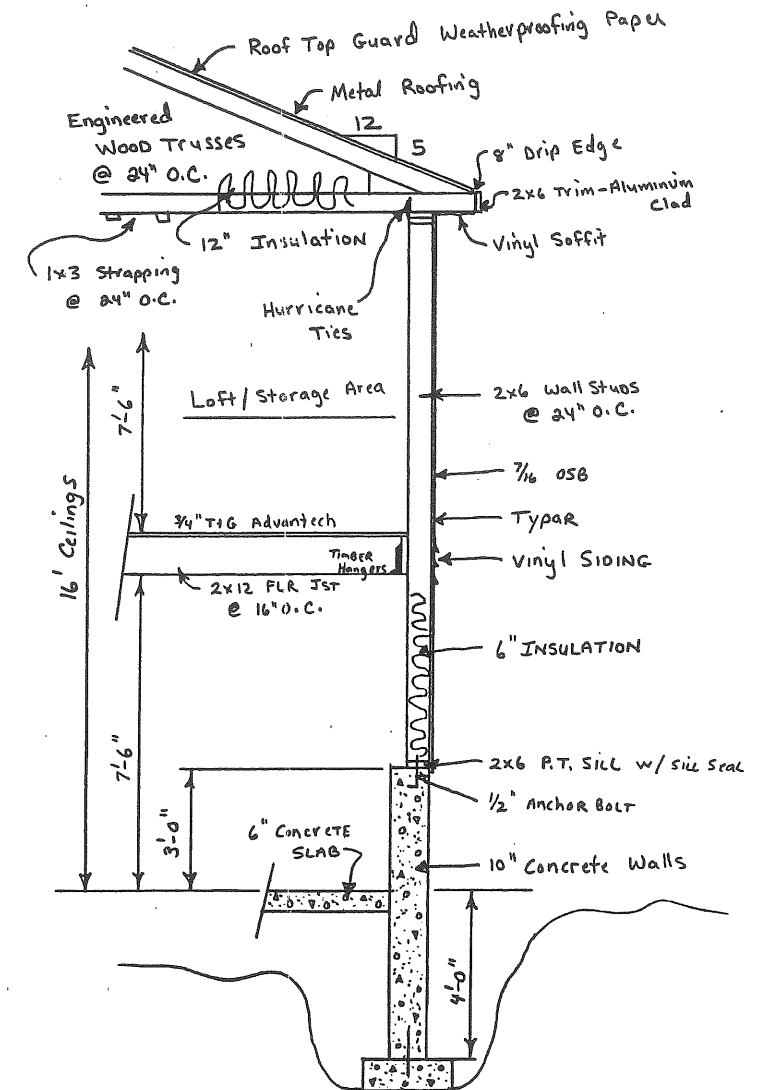 Roof Top Guard Weatherproofing Paper
Metal Roofing
12
5
Engineered
Wood Trusses
@ 24" O.C.
8" Drip Edge
2x6 Trim-Aluminum
Clad
12" Insulation
Vinyl Soffit
1x3 Strapping
@ 24" O.C.
Hurricane
Ties
7'-6"
Loft/Storage Area
2x6 Wall Studs
@ 24" O.C.
16' Ceilings
7/16 OSB
3/4" T&G Advantech
Typar
Timber
Hangers
Vinyl SIDING
2x12 FLR JST
@ 16" O.C.
6" INSULATION
7'-6"
2x6 P.T. SILL w/ Sill Seal
1/2" ANCHOR BOLT
3'-0"
6" CONCRETE
SLAB
10" Concrete Walls
4'-0"